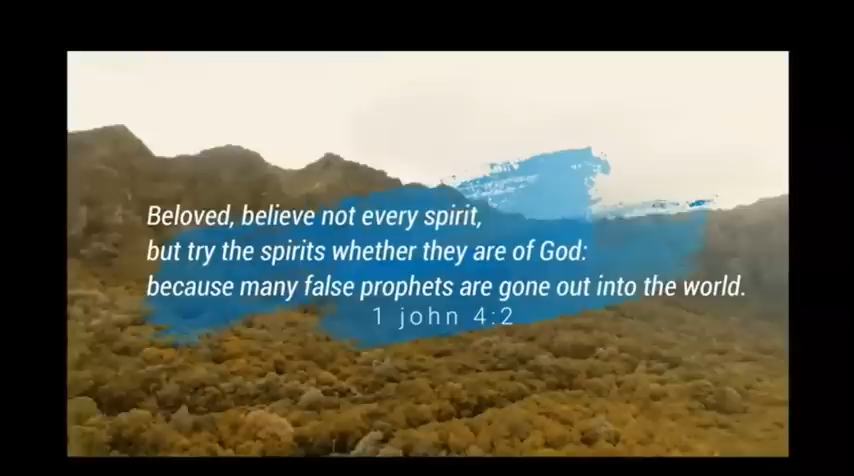 Beloved, believe not every spirit,
but try the spirits whether they are of God:
because many false prophets are gone out into the world.
1 john 4:2